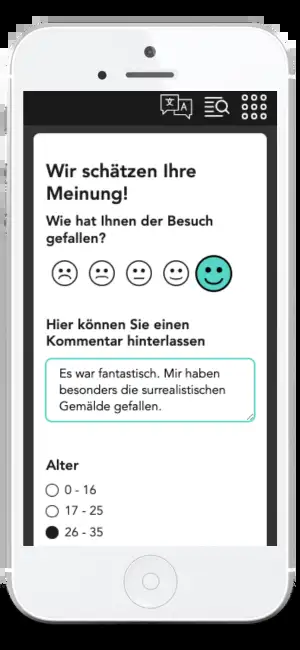 文 A
Wir schätzen Ihre
Meinung!
Wie hat Ihnen der Besuch
gefallen?
Hier können Sie einen
Kommentar hinterlassen
Es war fantastisch. Mir haben
besonders die surrealistischen
Gemälde gefallen.
Alter
0 - 16
17 - 25
26 - 35